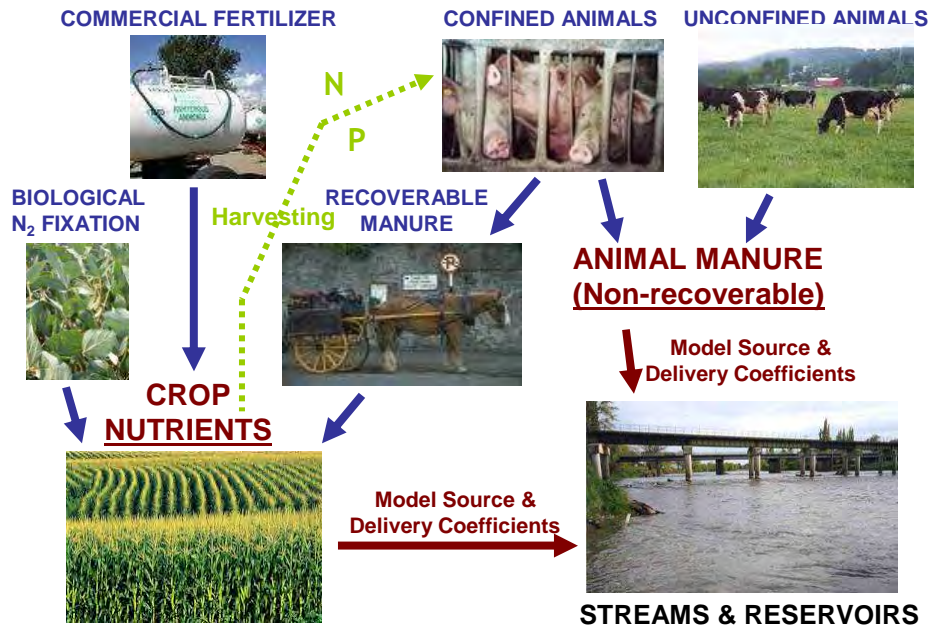 COMMERCIAL FERTILIZER
CONFINED ANIMALS
UNCONFINED ANIMALS
N
P
BIOLOGICAL
N₂ FIXATION
Harvesting
RECOVERABLE
MANURE
ANIMAL MANURE
(Non-recoverable)
Model Source &
Delivery Coefficients
CROP
NUTRIENTS
Model Source &
Delivery Coefficients
STREAMS & RESERVOIRS